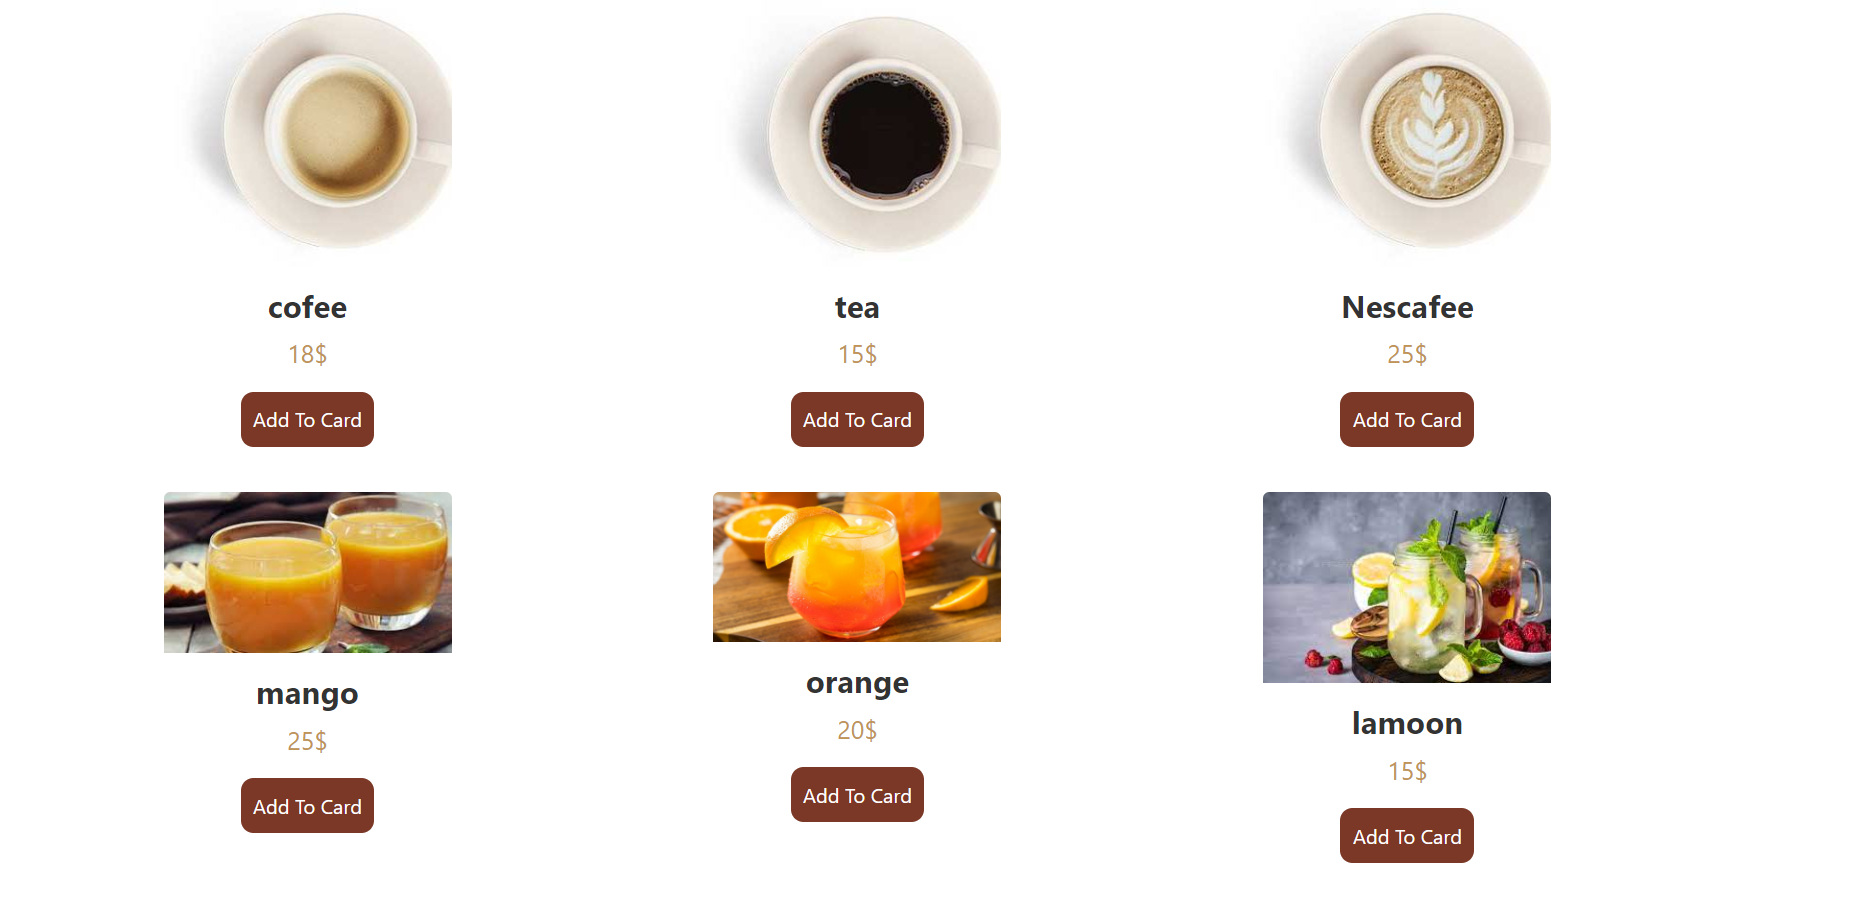 cofee
18$
Add To Card
tea
15$
Add To Card
Nescafee
25$
Add To Card
mango
25$
Add To Card
orange
20$
Add To Card
lamoon
15$
Add To Card